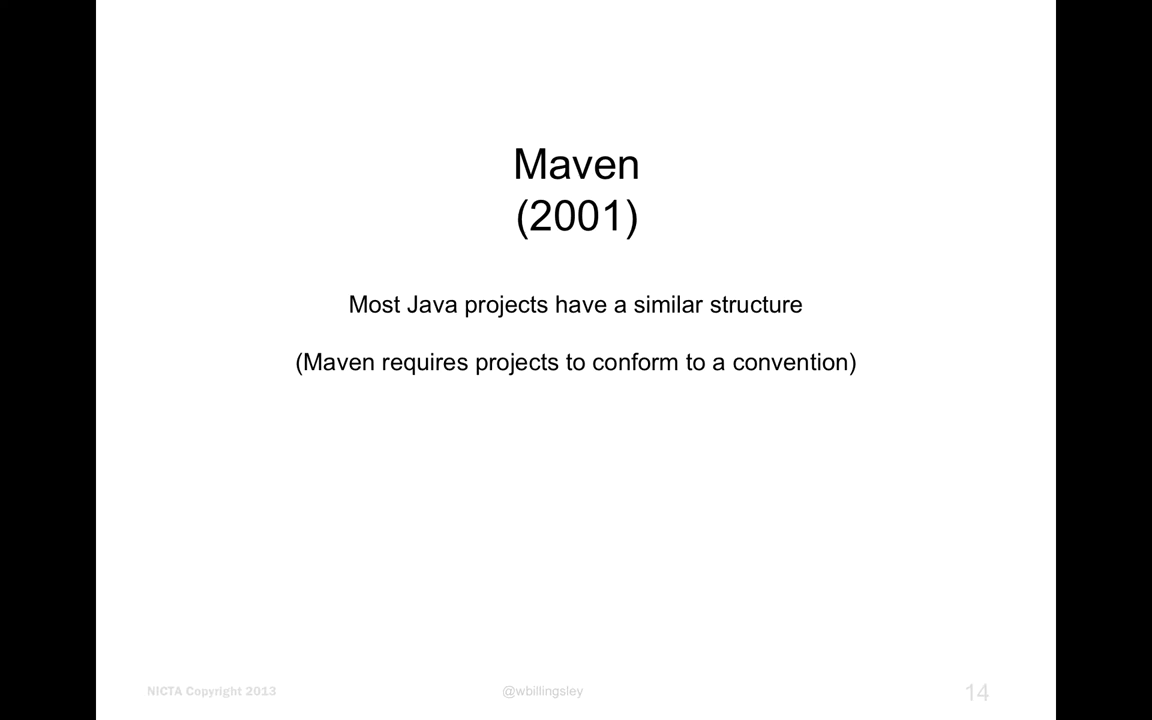 Maven
(2001)
Most Java projects have a similar structure
(Maven requires projects to conform to a convention)
NICTA Copyright 2013
@wbillingsley
14